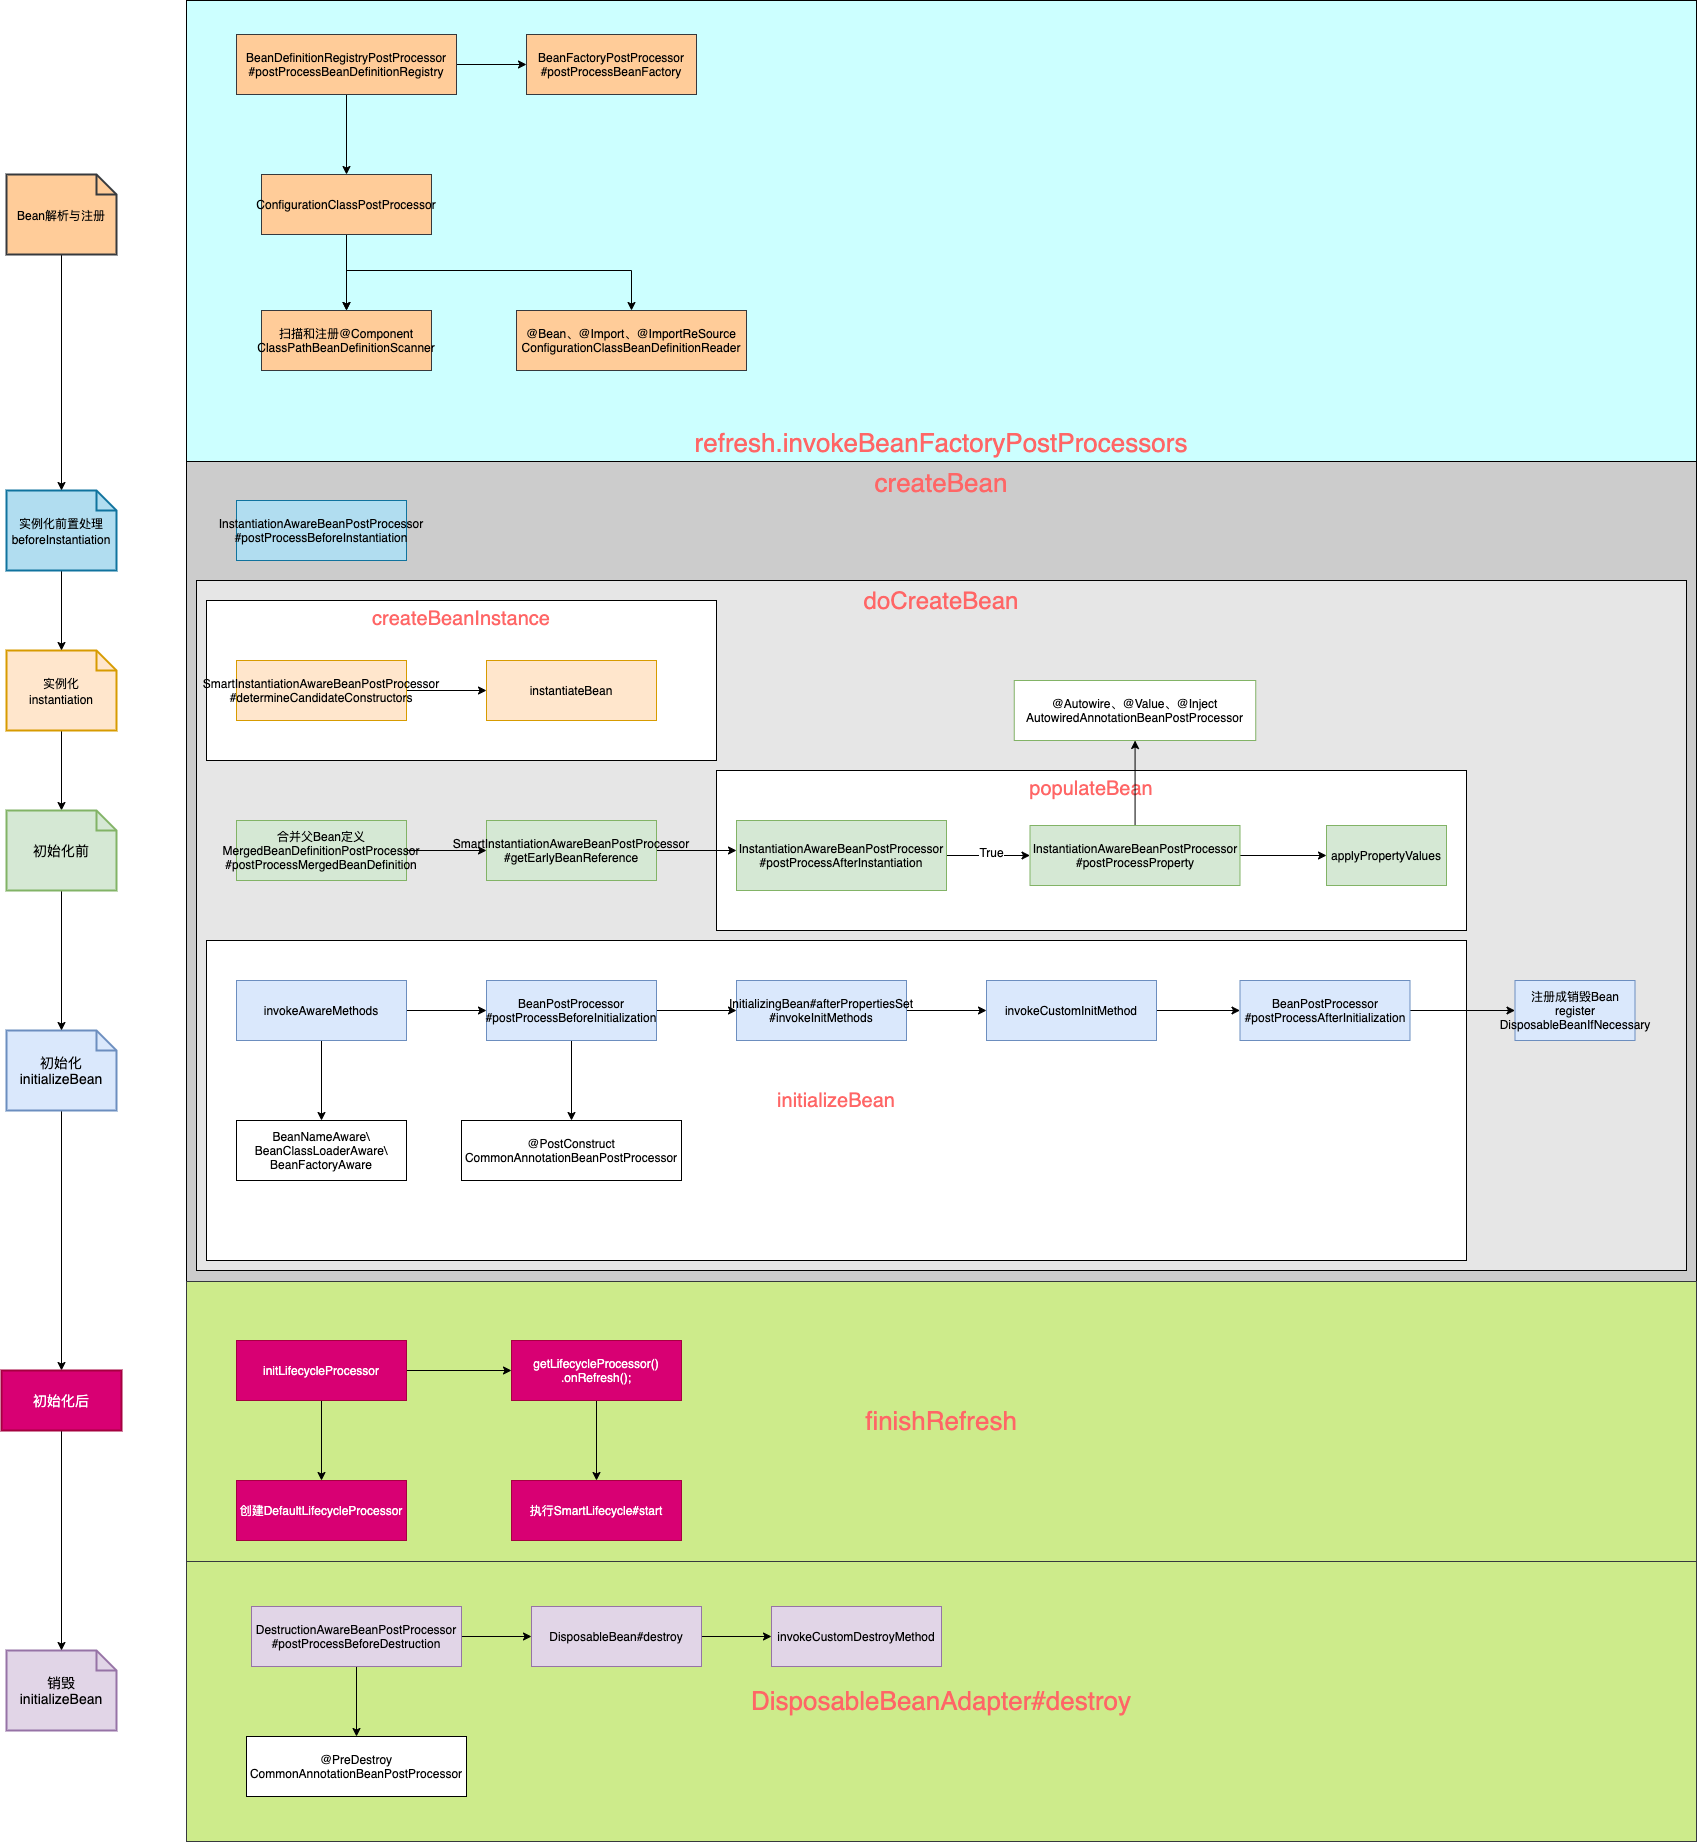 BeanDefinitionRegistryPostProcessor
#postProcessBeanDefinitionRegistry
BeanFactoryPostProcessor
#postProcessBeanFactory
Bean解析与注册
ConfigurationClassPostProcessor
扫描和注册@Component
ClassPathBeanDefinitionScanner
@Bean、@Import、@ImportReSource
ConfigurationClassBeanDefinitionReader
refresh.invokeBeanFactoryPostProcessors
createBean
实例化前置处理
beforeInstantiation
InstantiationAwareBeanPostProcessor
#postProcessBeforeInstantiation
doCreateBean
createBeanInstance
实例化
instantiation
SmartInstantiationAwareBeanPostProcessor
#determineCandidateConstructors
instantiateBean
@Autowire、@Value、@Inject
AutowiredAnnotationBeanPostProcessor
populateBean
初始化前
合并父Bean定义
MergedBeanDefinitionPostProcessor
#postProcessMergedBeanDefinition
SmartInstantiationAwareBeanPostProcessor
#getEarlyBeanReference
InstantiationAwareBeanPostProcessor
#postProcessAfterInstantiation
True
InstantiationAwareBeanPostProcessor
#postProcessProperty
applyPropertyValues
初始化
initializeBean
invokeAwareMethods
BeanPostProcessor
#postProcessBeforeInitialization
InitializingBean#afterPropertiesSet
#invokeInitMethods
invokeCustomInitMethod
BeanPostProcessor
#postProcessAfterInitialization
注册成销毁Bean
register
DisposableBeanIfNecessary
initializeBean
BeanNameAware\
BeanClassLoaderAware\
BeanFactoryAware
@PostConstruct
CommonAnnotationBeanPostProcessor
初始化后
initLifecycleProcessor
getLifecycleProcessor()
.onRefresh();
finishRefresh
创建DefaultLifecycleProcessor
执行SmartLifecycle#start
销毁
initializeBean
DestructionAwareBeanPostProcessor
#postProcessBeforeDestruction
DisposableBean#destroy
invokeCustomDestroyMethod
DisposableBeanAdapter#destroy
@PreDestroy
CommonAnnotationBeanPostProcessor